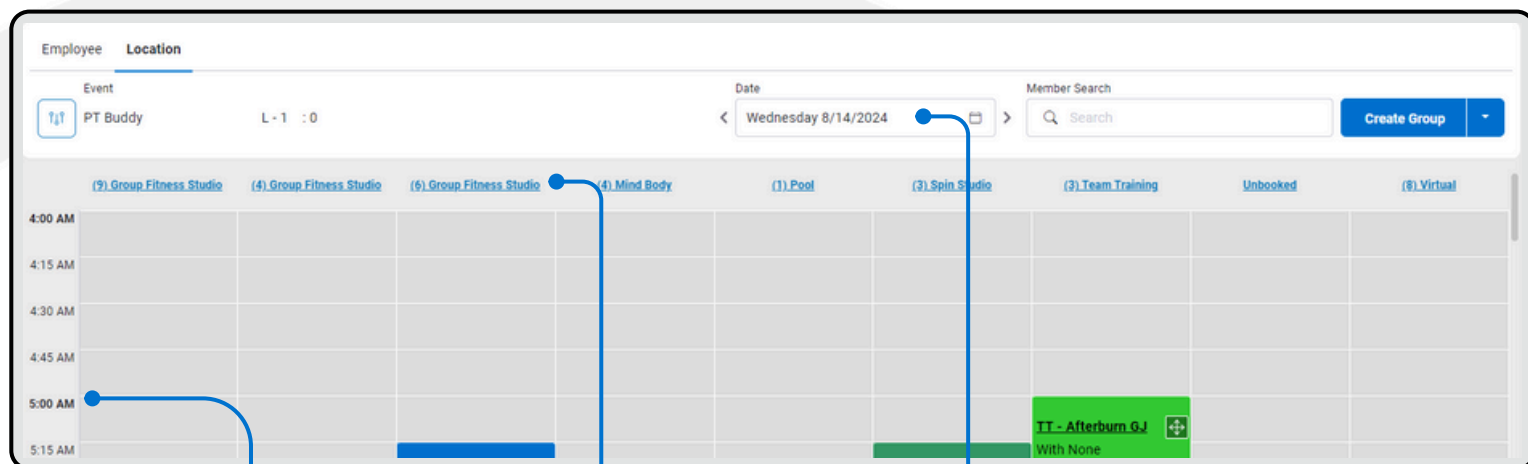 Employee Location
Event Date Member Search
PT Buddy L - 1 : 0 Wednesday 8/14/2024 Search Create Group
(9) Group Fitness Studio (4) Group Fitness Studio (6) Group Fitness Studio (4) Mind Body (1) Pool (3) Spin Studio (3) Team Training Unbooked (8) Virtual
4:00 AM
4:15 AM
4:30 AM
4:45 AM
5:00 AM
TT - Afterburn GJ
5:15 AM With None